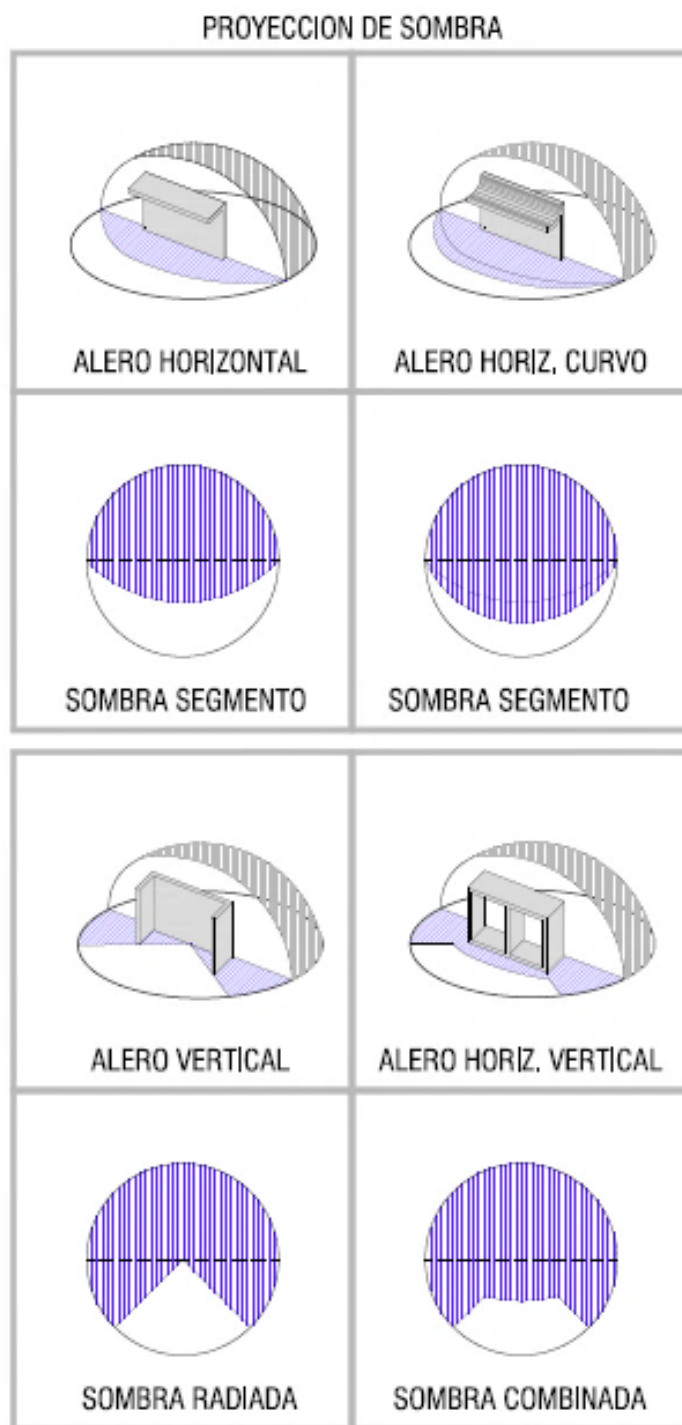 PROYECCION DE SOMBRA
ALERO HORIZONTAL
ALERO HORIZ. CURVO
SOMBRA SEGMENTO
SOMBRA SEGMENTO
ALERO VERTICAL
ALERO HORIZ. VERTICAL
SOMBRA RADIADA
SOMBRA COMBINADA